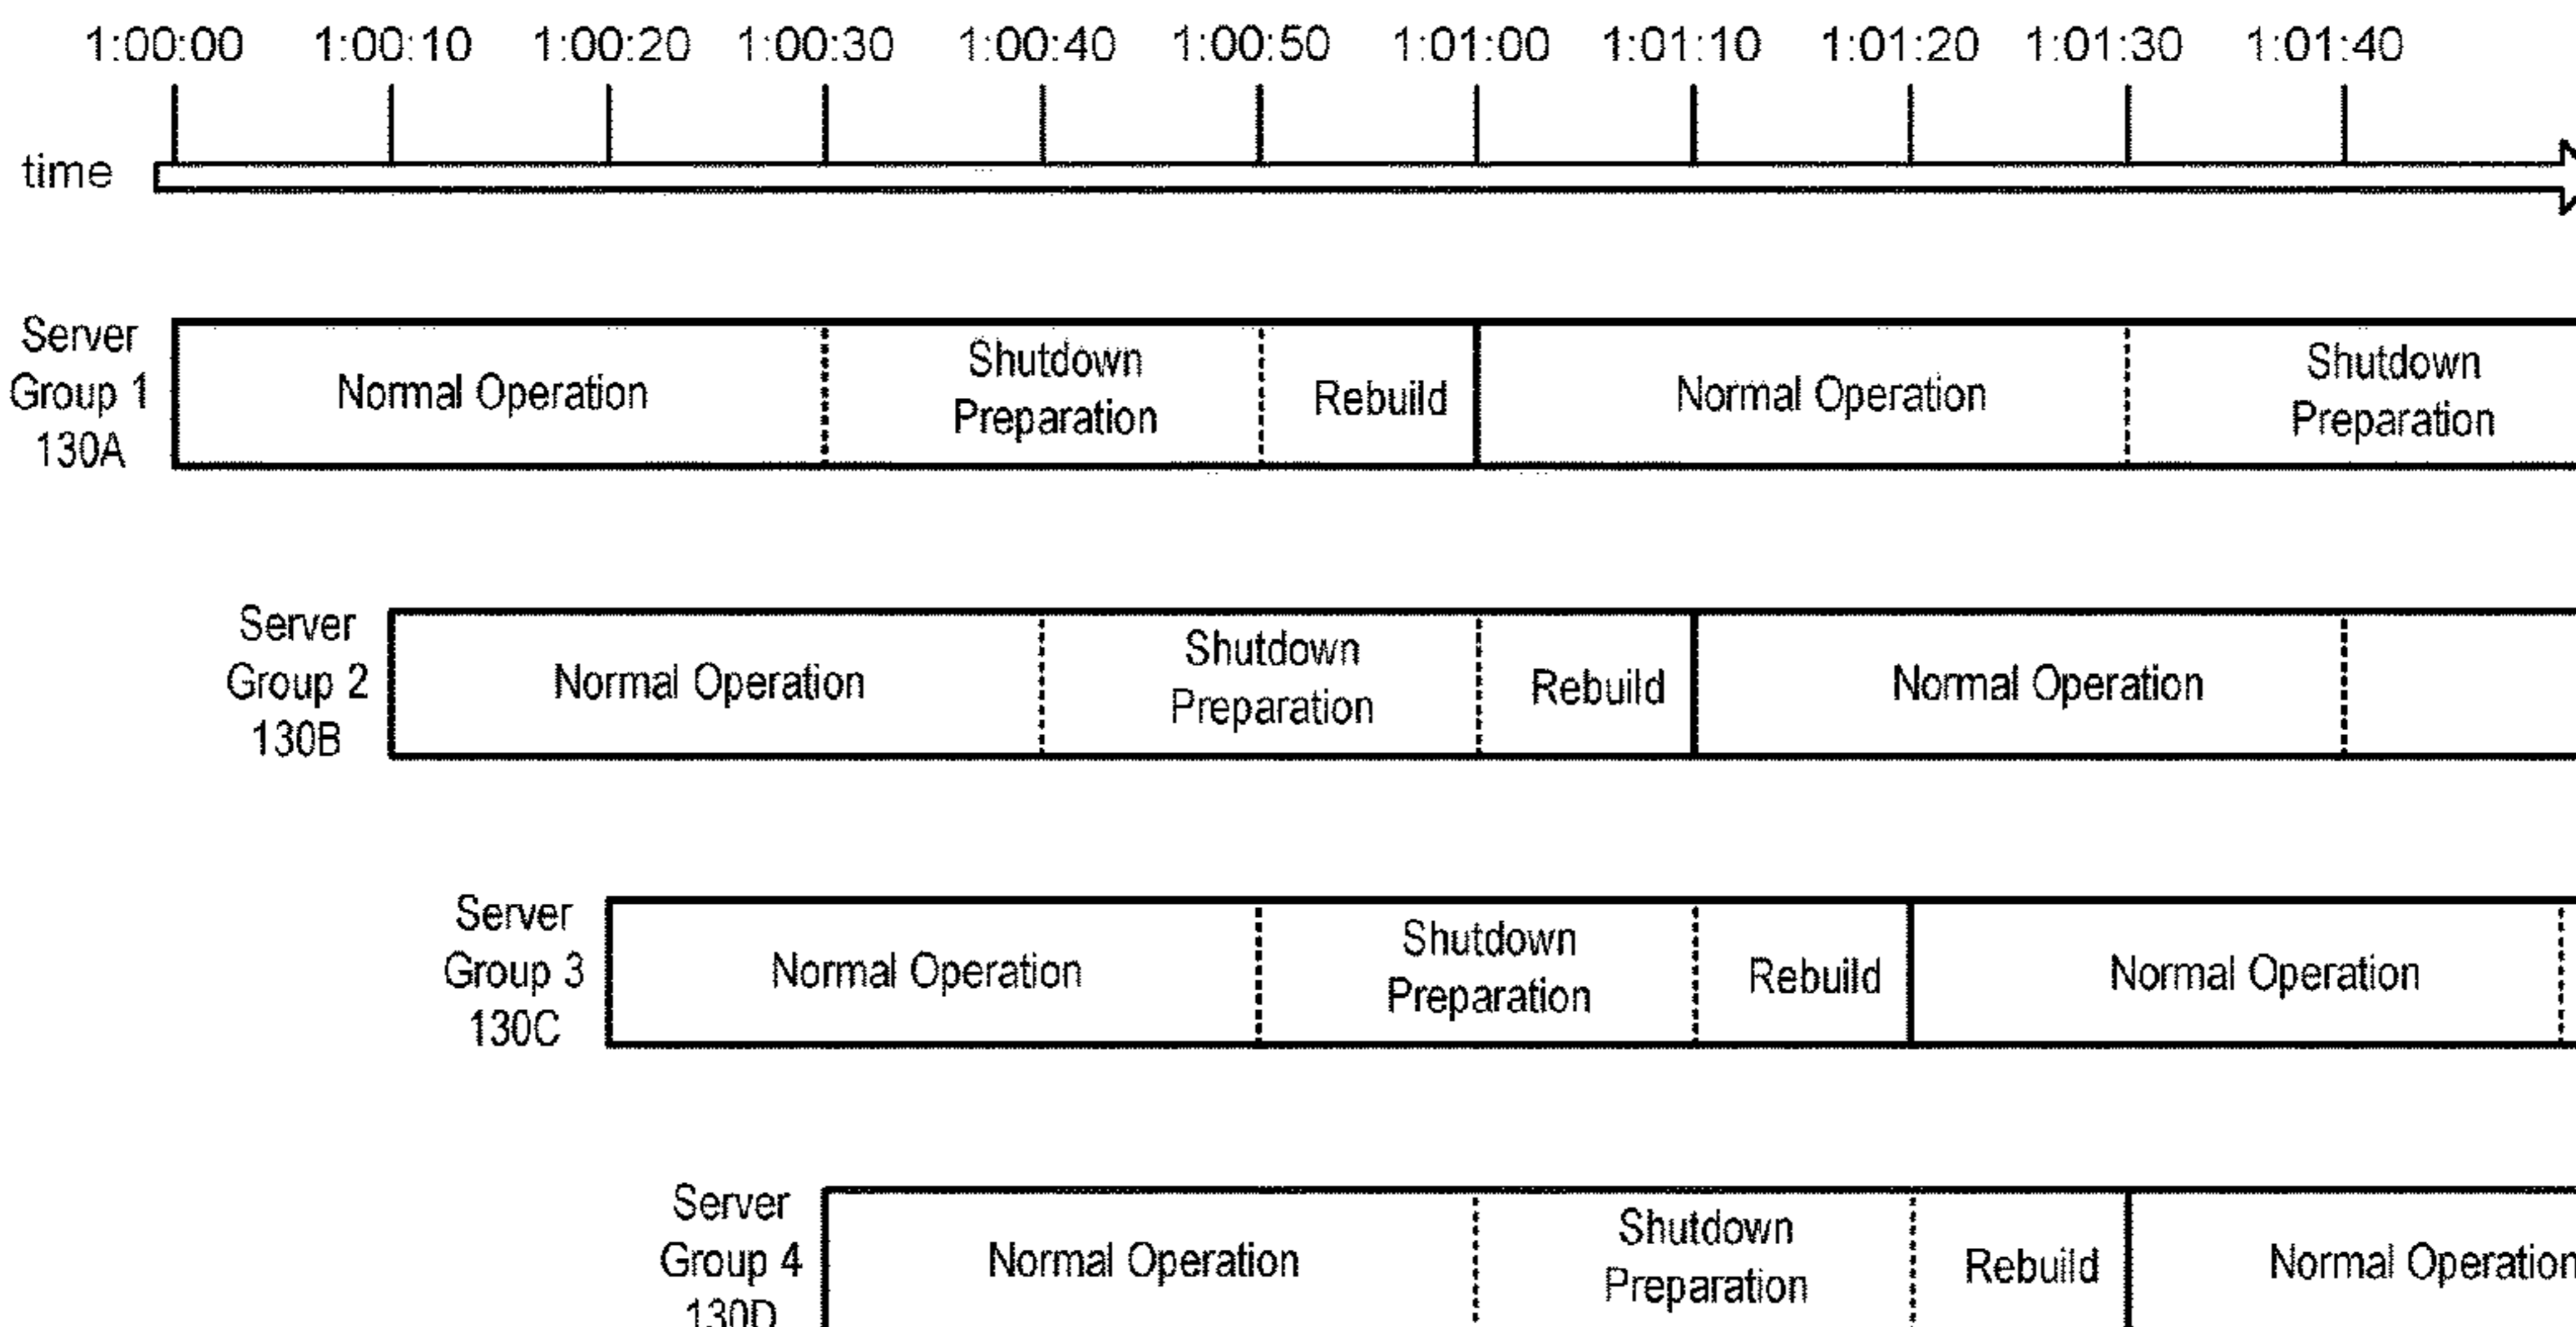 1:00:00 1:00:10 1:00:20 1:00:30 1:00:40 1:00:50 1:01:00 1:01:10 1:01:20 1:01:30 1:01:40
time
Server
Group 1
130A
Normal Operation
Shutdown
Preparation
Rebuild
Normal Operation
Shutdown
Preparation
Server
Group 2
130B
Normal Operation
Shutdown
Preparation
Rebuild
Normal Operation
Server
Group 3
130C
Normal Operation
Shutdown
Preparation
Rebuild
Normal Operation
Server
Group 4
130D
Normal Operation
Shutdown
Preparation
Rebuild
Normal Operation